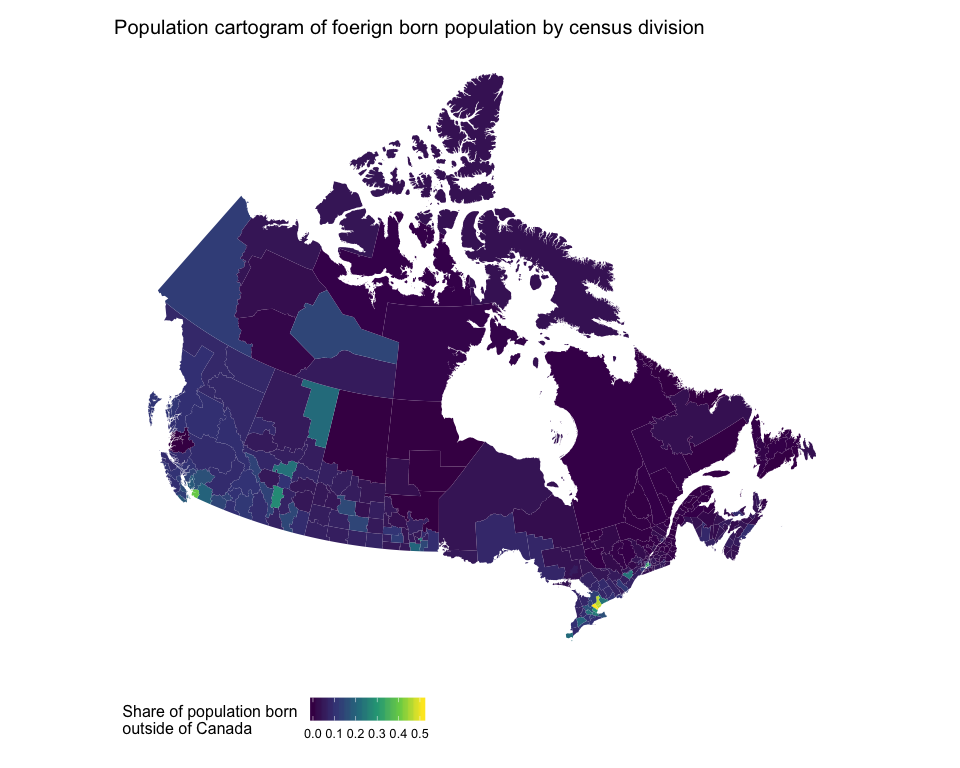 Population cartogram of foerign born population by census division
Share of population born
outside of Canada
0.0 0.1 0.2 0.3 0.4 0.5